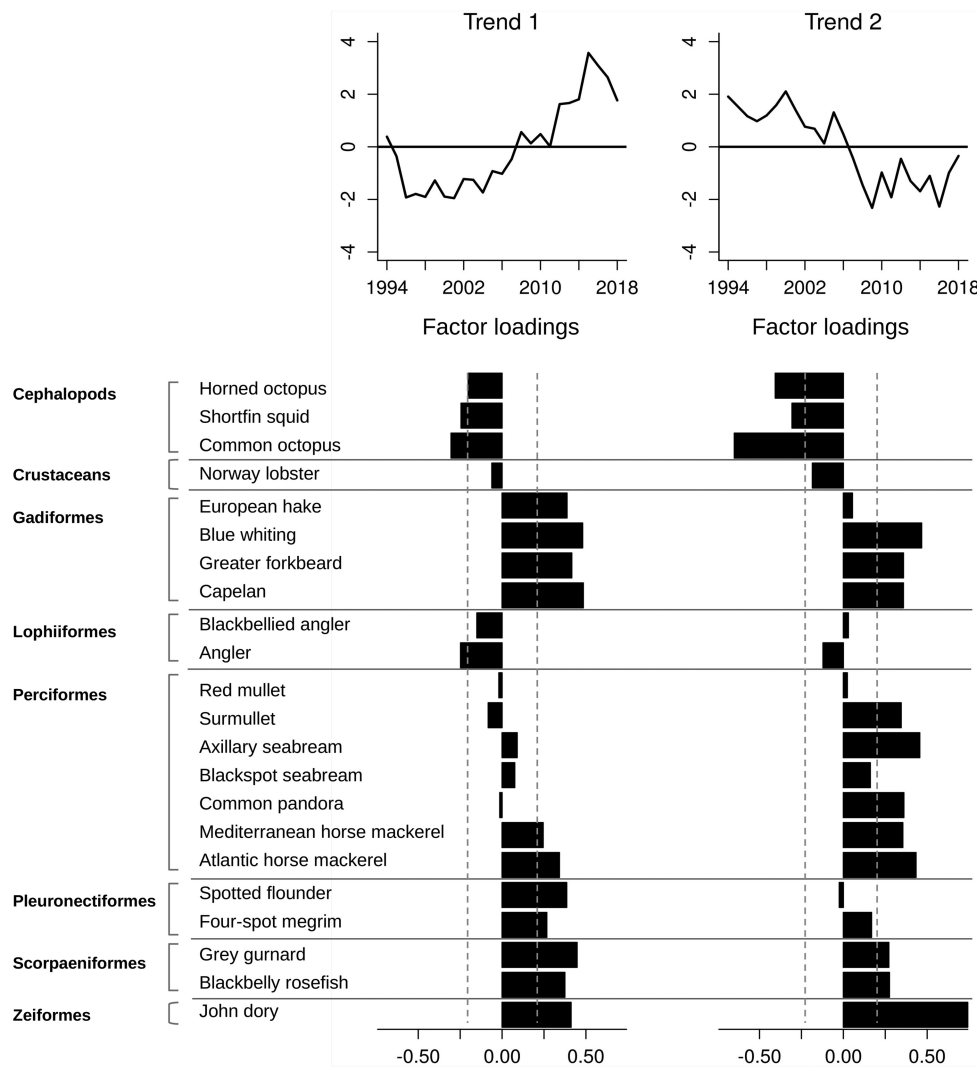 Trend 1
Trend 2
4
2
0
-2
-4
4
2
0
-2
-4
1994 2002 2010 2018
1994 2002 2010 2018
Factor loadings
Factor loadings
Cephalopods
Horned octopus
Shortfin squid
Common octopus
Crustaceans
Norway lobster
Gadiformes
European hake
Blue whiting
Greater forkbeard
Capelan
Lophiiformes
Blackbellied angler
Angler
Perciformes
Red mullet
Surmullet
Axillary seabream
Blackspot seabream
Common pandora
Mediterranean horse mackerel
Atlantic horse mackerel
Pleuronectiformes
Spotted flounder
Four-spot megrim
Scorpaeniformes
Grey gurnard
Blackbelly rosefish
Zeiformes
John dory
-0.50 0.00 0.50
-0.50 0.00 0.50